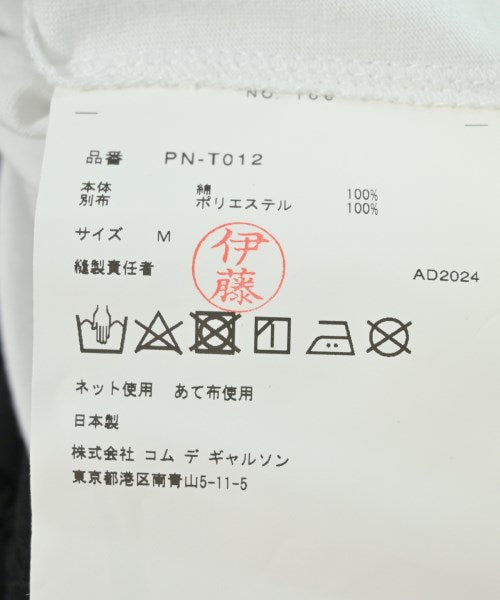 品番 PN-T012
本体 綿 100%
別布 ポリエステル 100%
サイズ M
伊藤
縫製責任者
AD2024
ネット使用 あて布使用
日本製
株式会社 コム デ ギャルソン
東京都港区南青山5-11-5